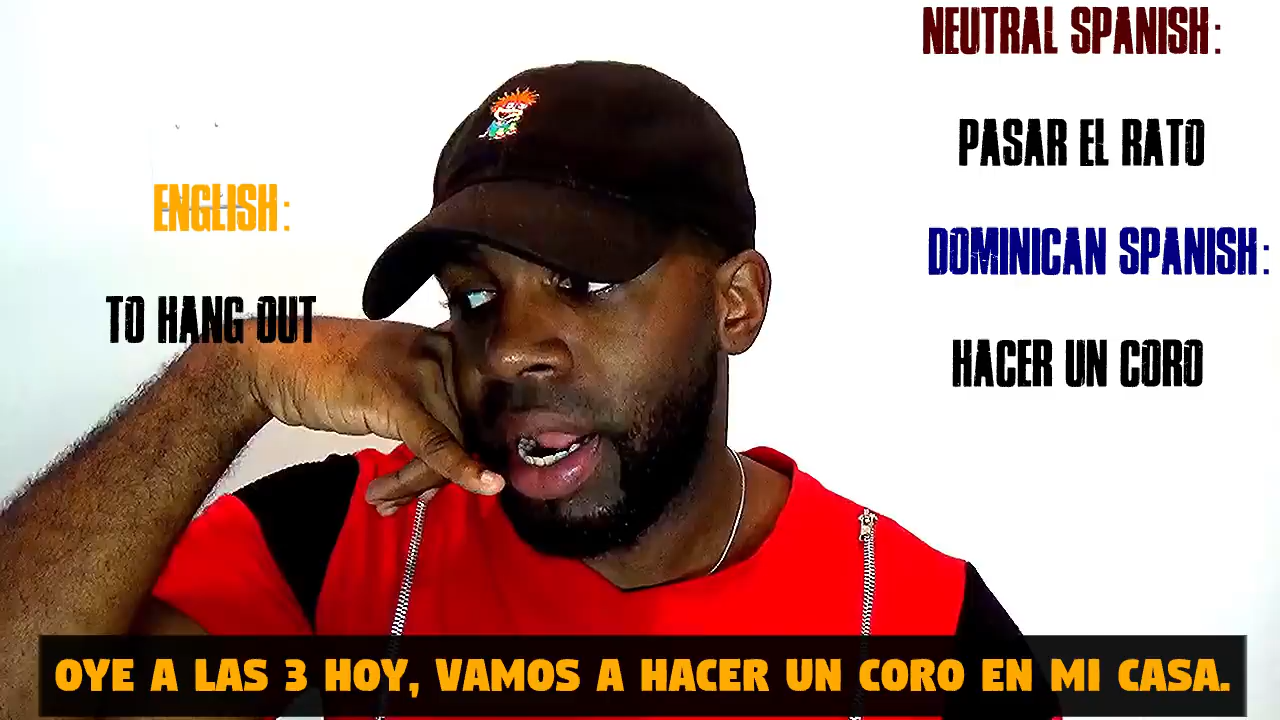 ENGLISH:
TO HANG OUT
NEUTRAL SPANISH:
PASAR EL RATO
DOMINICAN SPANISH:
HACER UN CORO
OYE A LAS 3 HOY, VAMOS A HACER UN CORO EN MI CASA.